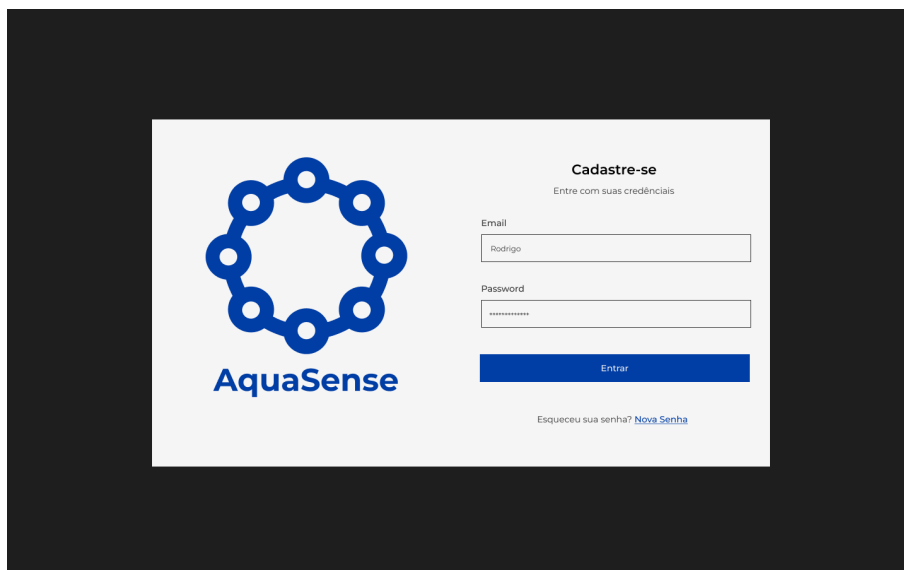 AquaSense
Cadastre-se
Entre com suas credênciais
Email
Rodrigo
Password
*************
Entrar
Esqueceu sua senha? Nova Senha